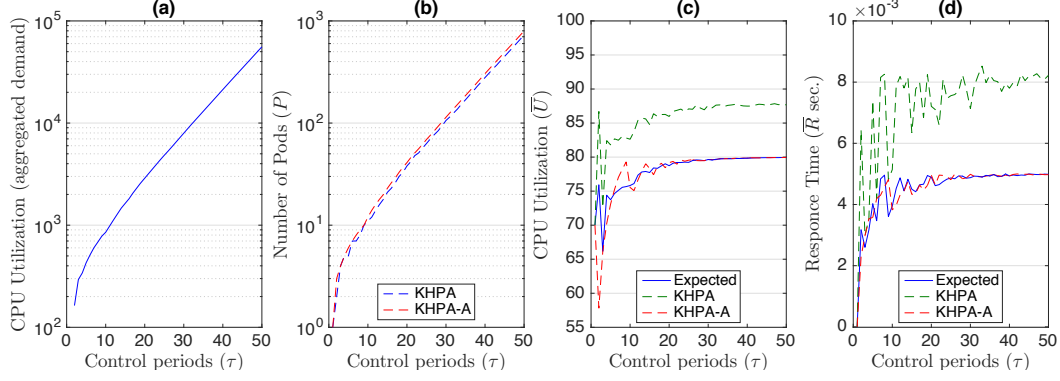 (a)
CPU Utilization (aggregated demand)
10^5
10^4
10^3
10^2
0 10 20 30 40 50
Control periods (τ)
(b)
Number of Pods (P)
10^3
10^2
10^1
10^0
KHPA
KHPA-A
0 10 20 30 40 50
Control periods (τ)
(c)
CPU Utilization (U̅)
100
95
90
85
80
75
70
65
60
55
Expected
KHPA
KHPA-A
0 10 20 30 40 50
Control periods (τ)
(d)
Responce Time (R̅ sec.)
10 ×10^-3
8
6
4
2
0
Expected
KHPA
KHPA-A
0 10 20 30 40 50
Control periods (τ)